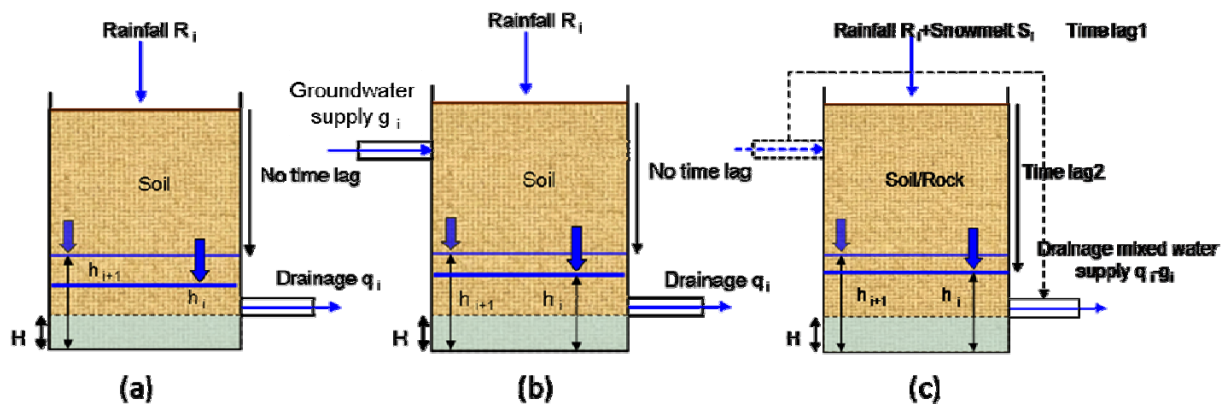 Rainfall R i
Soil
No time lag
h i+1
h i
Drainage q i
H
(a)
Rainfall R i
Groundwater
supply g i
Soil
No time lag
h i+1
h i
Drainage q i
H
(b)
Rainfall R i+Snowmelt S i
Time lag1
Soil/Rock
Time lag2
h i+1
h i
Drainage mixed water
supply q i-g i
H
(c)